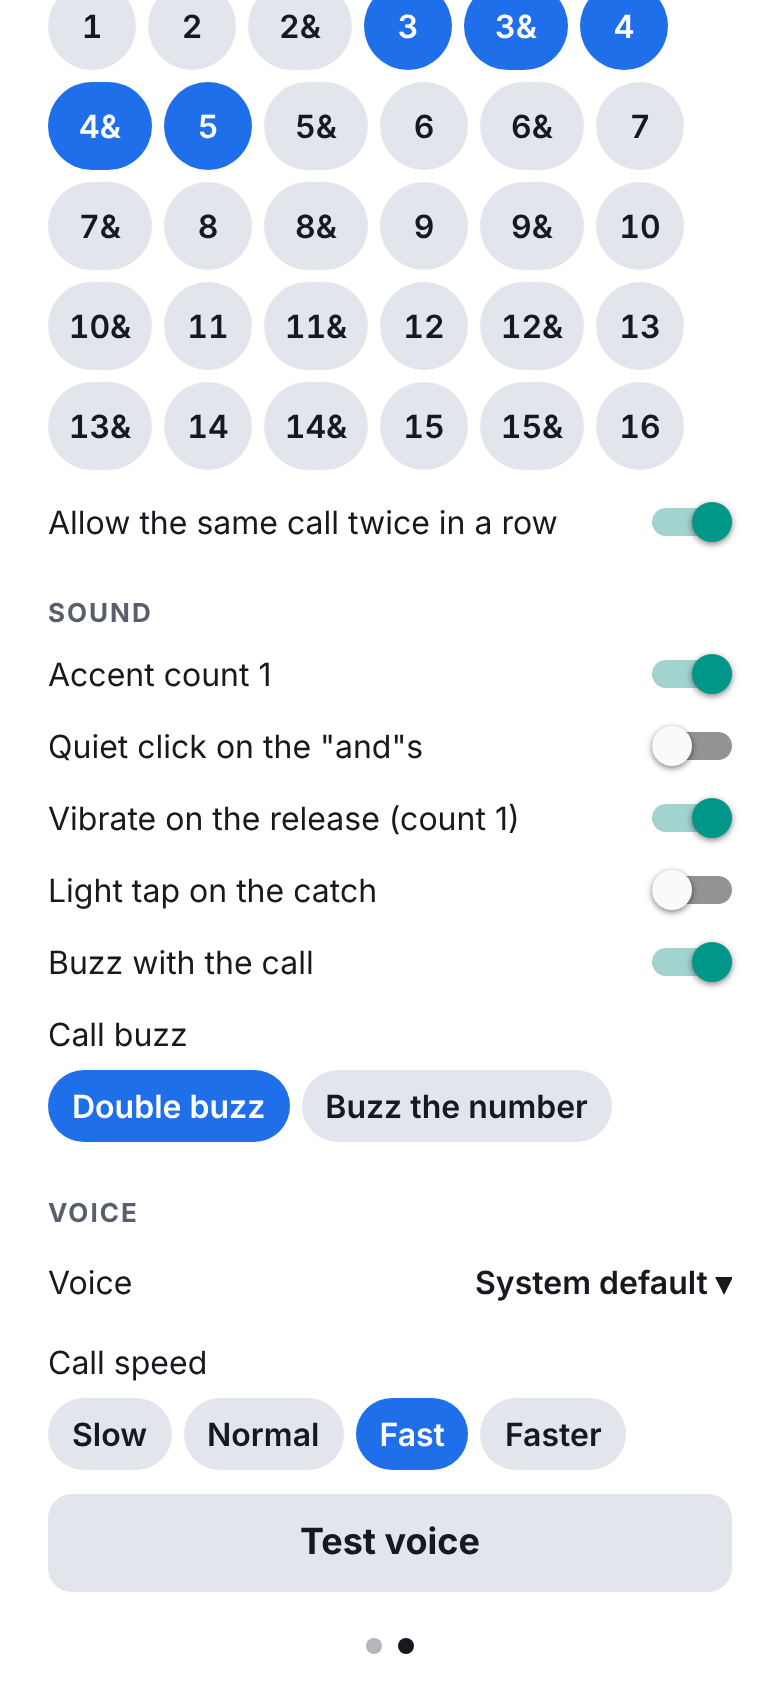 1 2 2& 3 3& 4
4& 5 5& 6 6& 7
7& 8 8& 9 9& 10
10& 11 11& 12 12& 13
13& 14 14& 15 15& 16
Allow the same call twice in a row
SOUND
Accent count 1
Quiet click on the "and"s
Vibrate on the release (count 1)
Light tap on the catch
Buzz with the call
Call buzz
Double buzz Buzz the number
VOICE
Voice System default ▾
Call speed
Slow Normal Fast Faster
Test voice